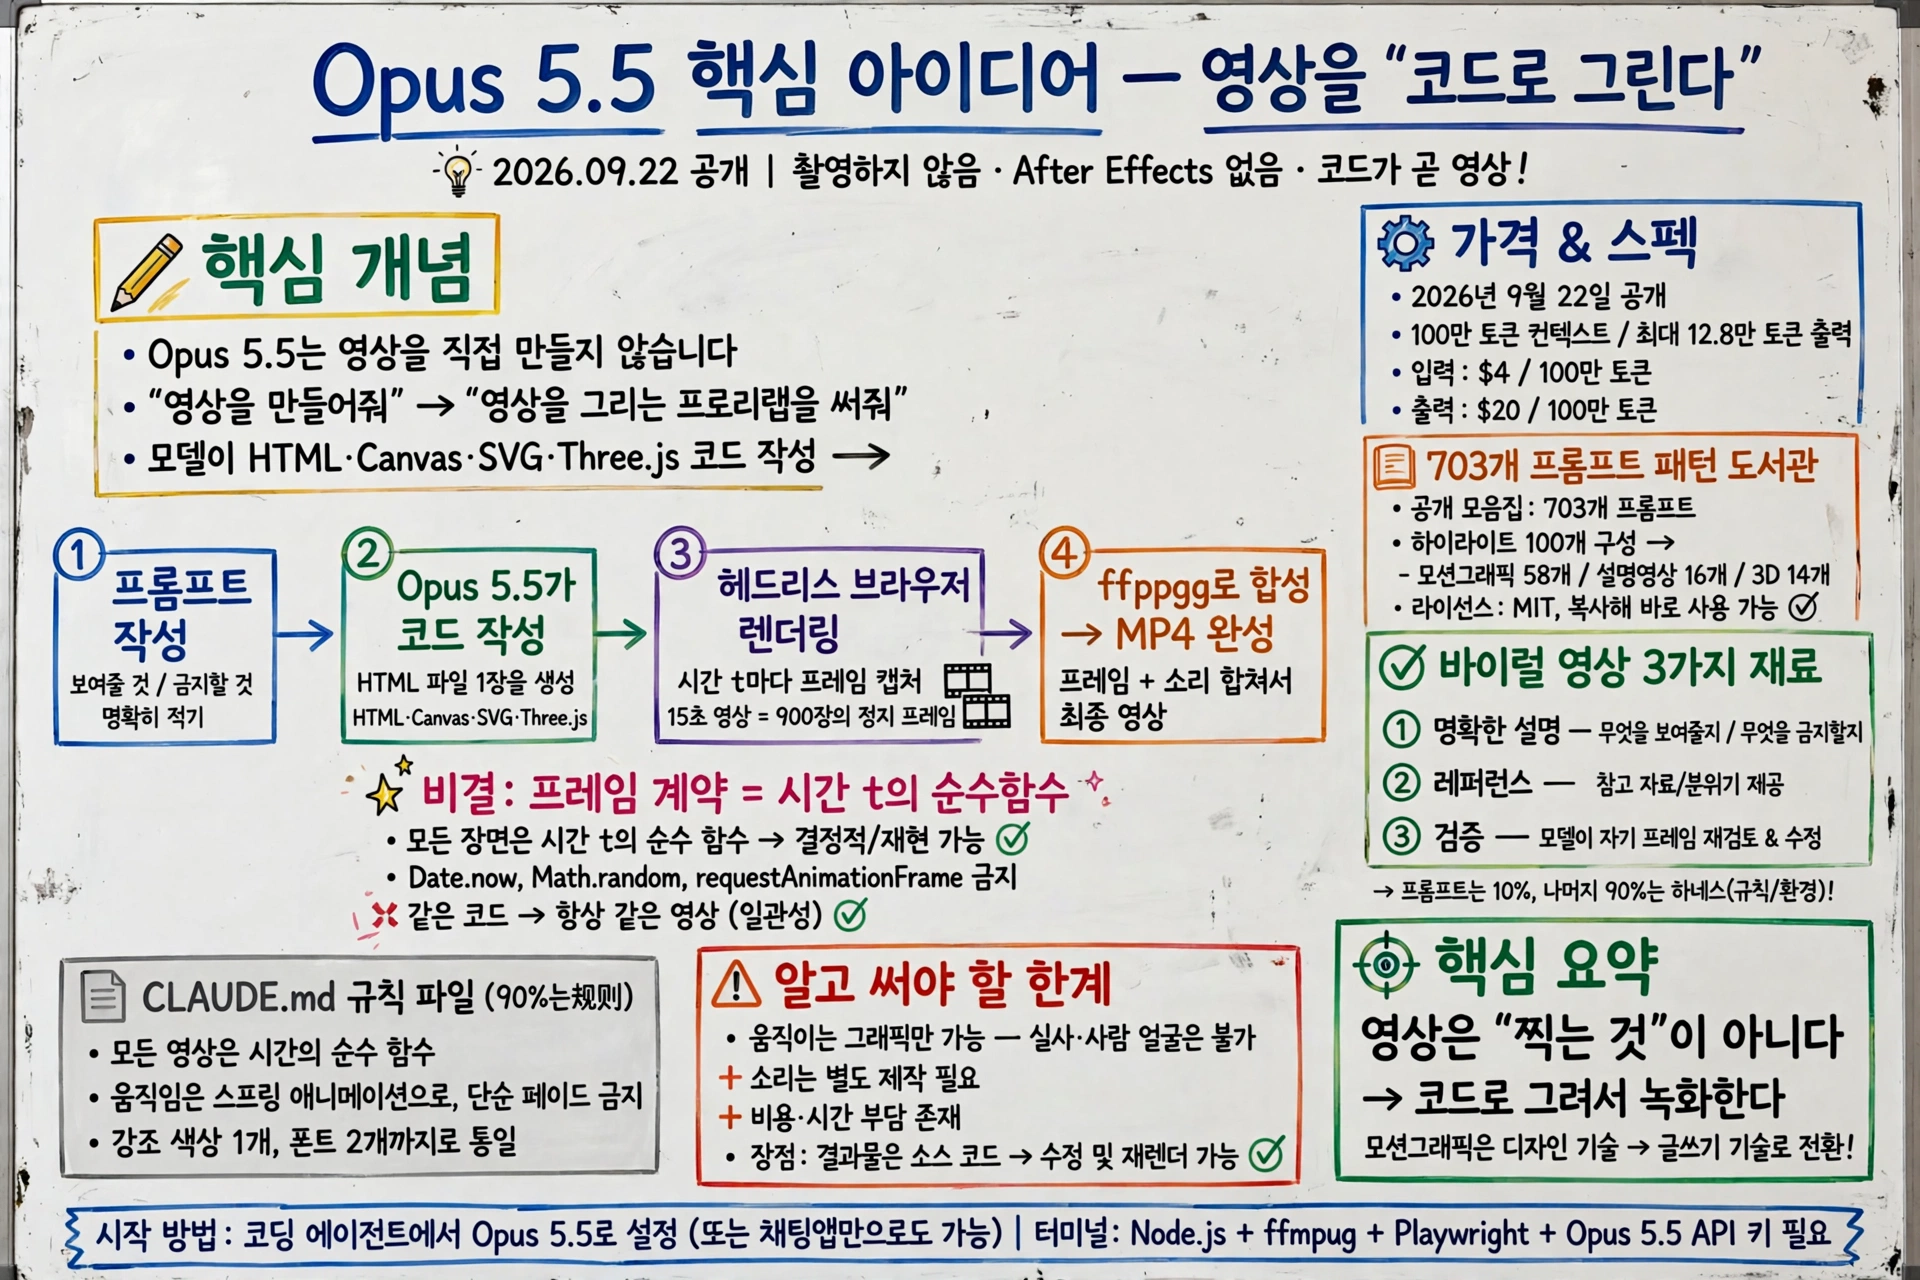 Opus 5.5 핵심 아이디어 — 영상을 “코드로 그린다”
2026.09.22 공개 | 촬영하지 않음 · After Effects 없음 · 코드가 곧 영상!
핵심 개념
• Opus 5.5는 영상을 직접 만들지 않습니다
• “영상을 만들어줘” → “영상을 그리는 프로리랩을 써줘”
• 모델이 HTML·Canvas·SVG·Three.js 코드 작성 →
가격 & 스펙
• 2026년 9월 22일 공개
• 100만 토큰 컨텍스트 / 최대 12.8만 토큰 출력
• 입력 : $4 / 100만 토큰
• 출력 : $20 / 100만 토큰
703개 프롬프트 패턴 도서관
• 공개 모음집 : 703개 프롬프트
• 하이라이트 100개 구성 →
- 모션그래픽 58개 / 설명영상 16개 / 3D 14개
• 라이선스 : MIT, 복사해 바로 사용 가능
1 프롬프트
작성
보여줄 것 / 금지할 것
명확히 적기
2 Opus 5.5가
코드 작성
HTML 파일 1장을 생성
HTML·Canvas·SVG·Three.js
3 헤드리스 브라우저
렌더링
시간 t마다 프레임 캡처
15초 영상 = 900장의 정지 프레임
4 ffppgg로 합성
→ MP4 완성
프레임 + 소리 합쳐서
최종 영상
바이럴 영상 3가지 재료
1 명확한 설명 — 무엇을 보여줄지 / 무엇을 금지할지
2 레퍼런스 — 참고 자료/분위기 제공
3 검증 — 모델이 자기 프레임 재검토 & 수정
→ 프롬프트는 10%, 나머지 90%는 하네스(규칙/환경)!
비결 : 프레임 계약 = 시간 t의 순수함수
• 모든 장면은 시간 t의 순수 함수 → 결정적/재현 가능
• Date.now, Math.random, requestAnimationFrame 금지
같은 코드 → 항상 같은 영상 (일관성)
CLAUDE.md 규칙 파일 (90%는规则)
• 모든 영상은 시간의 순수 함수
• 움직임은 스프링 애니메이션으로, 단순 페이드 금지
• 강조 색상 1개, 폰트 2개까지로 통일
알고 써야 할 한계
• 움직이는 그래픽만 가능 — 실사·사람 얼굴은 불가
+ 소리는 별도 제작 필요
+ 비용·시간 부담 존재
• 장점 : 결과물은 소스 코드 → 수정 및 재렌더 가능
핵심 요약
영상은 “찍는 것”이 아니다
→ 코드로 그려서 녹화한다
모션그래픽은 디자인 기술 → 글쓰기 기술로 전환!
시작 방법 : 코딩 에이전트에서 Opus 5.5로 설정 (또는 채팅앱만으로도 가능) | 터미널: Node.js + ffmpug + Playwright + Opus 5.5 API 키 필요